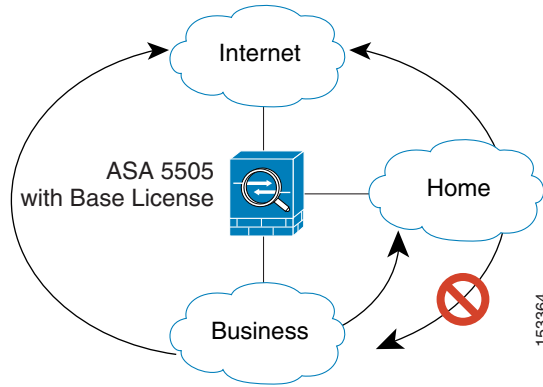 Internet
ASA 5505
with Base License
Home
Business
153364